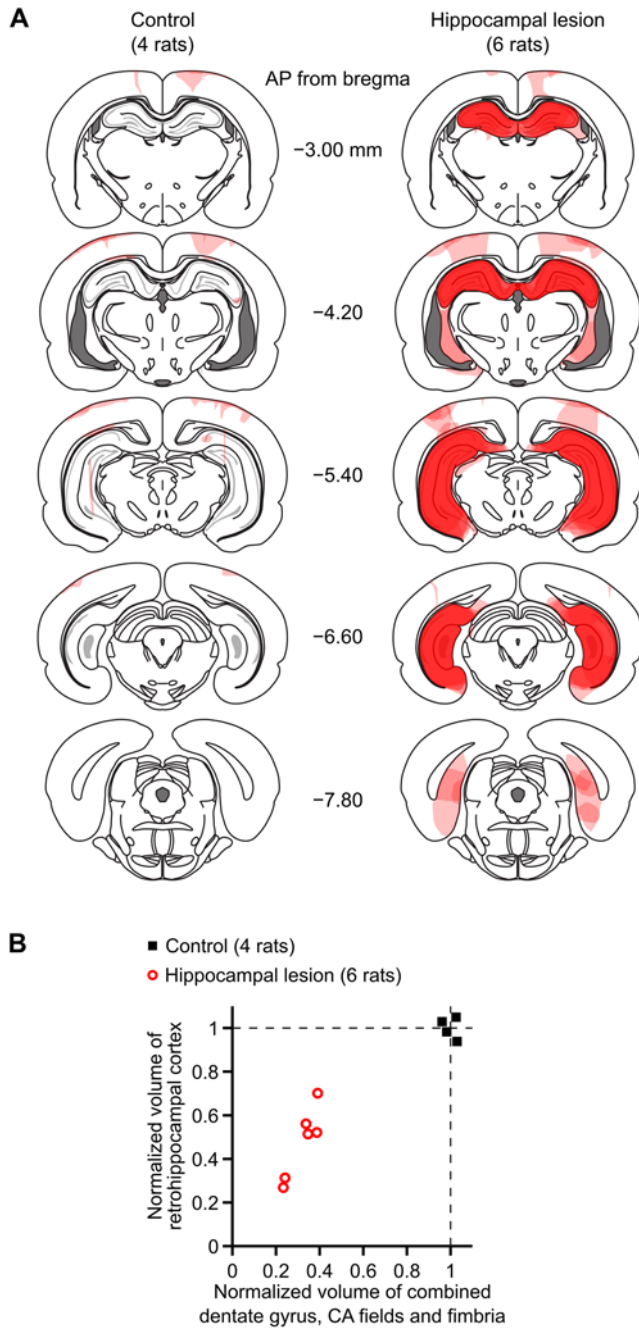 A
Control
(4 rats)
Hippocampal lesion
(6 rats)
AP from bregma
−3.00 mm
−4.20
−5.40
−6.60
−7.80
B
Control (4 rats)
Hippocampal lesion (6 rats)
Normalized volume of
retrohippocampal cortex
1
0.8
0.6
0.4
0.2
0
0 0.2 0.4 0.6 0.8 1
Normalized volume of combined
dentate gyrus, CA fields and fimbria